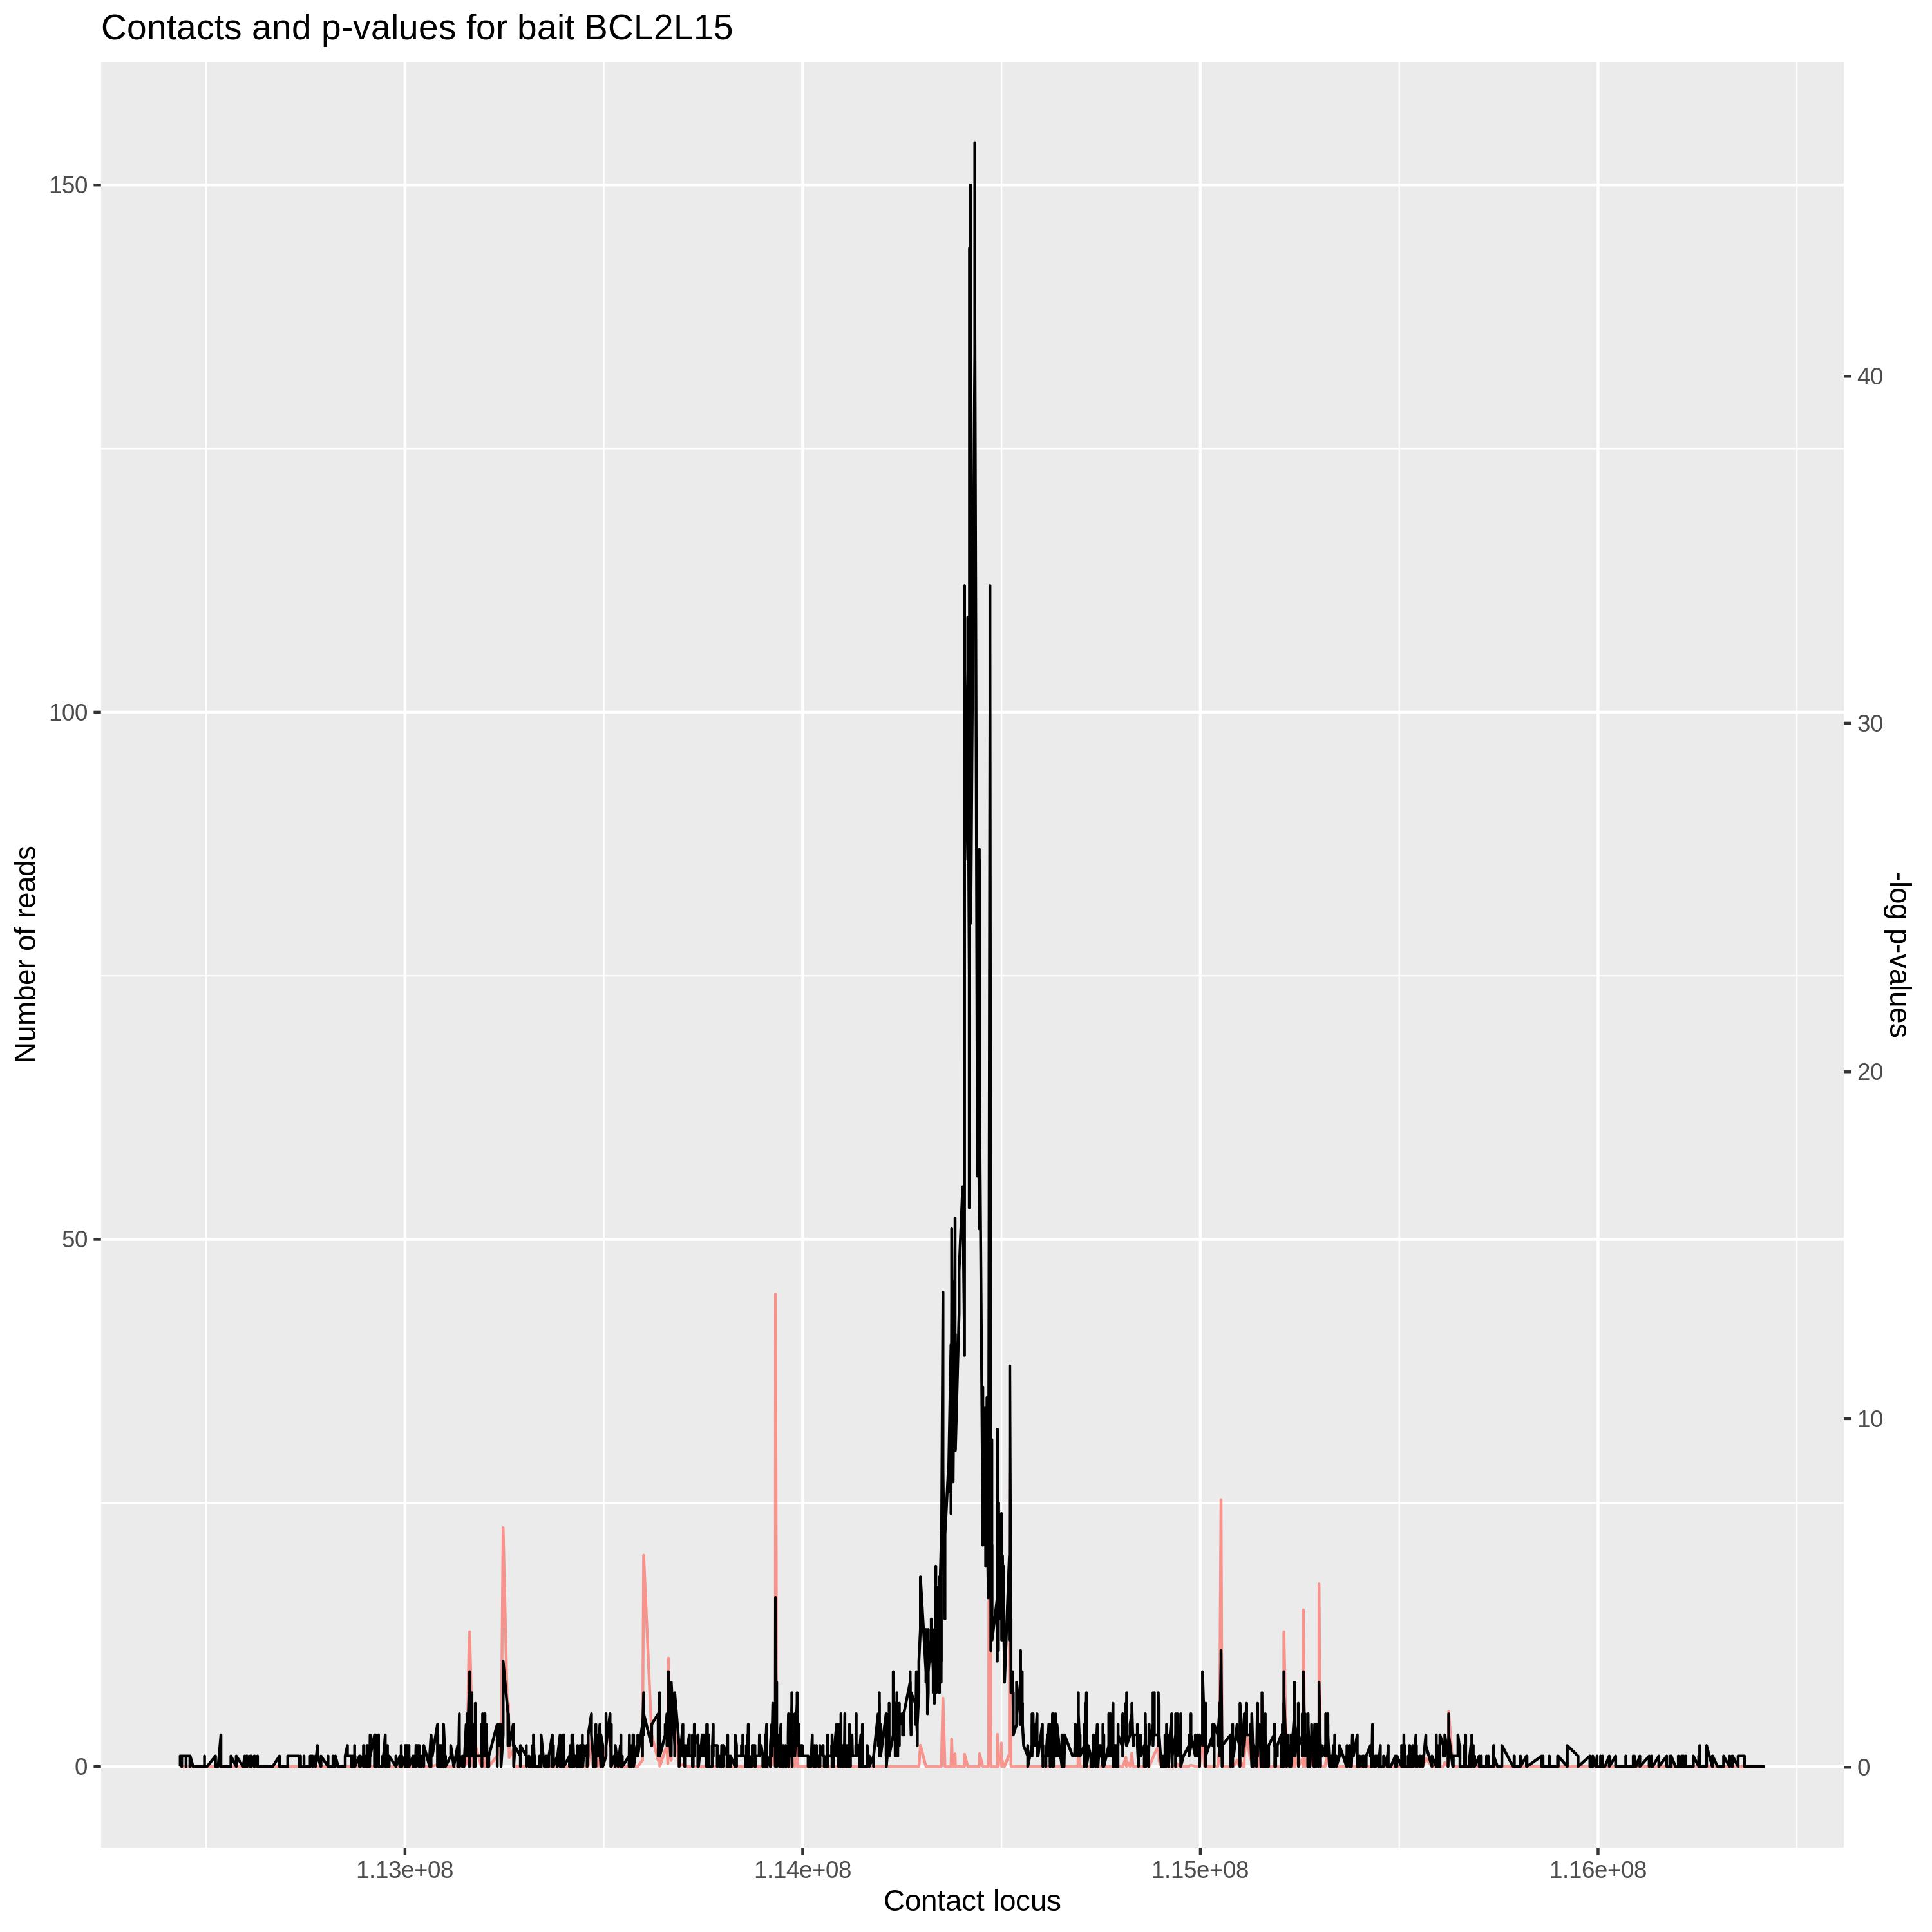 Contacts and p-values for bait BCL2L15
150
100
50
0
Number of reads
40
30
20
10
0
-log p-values
1.13e+08 1.14e+08 1.15e+08 1.16e+08
Contact locus